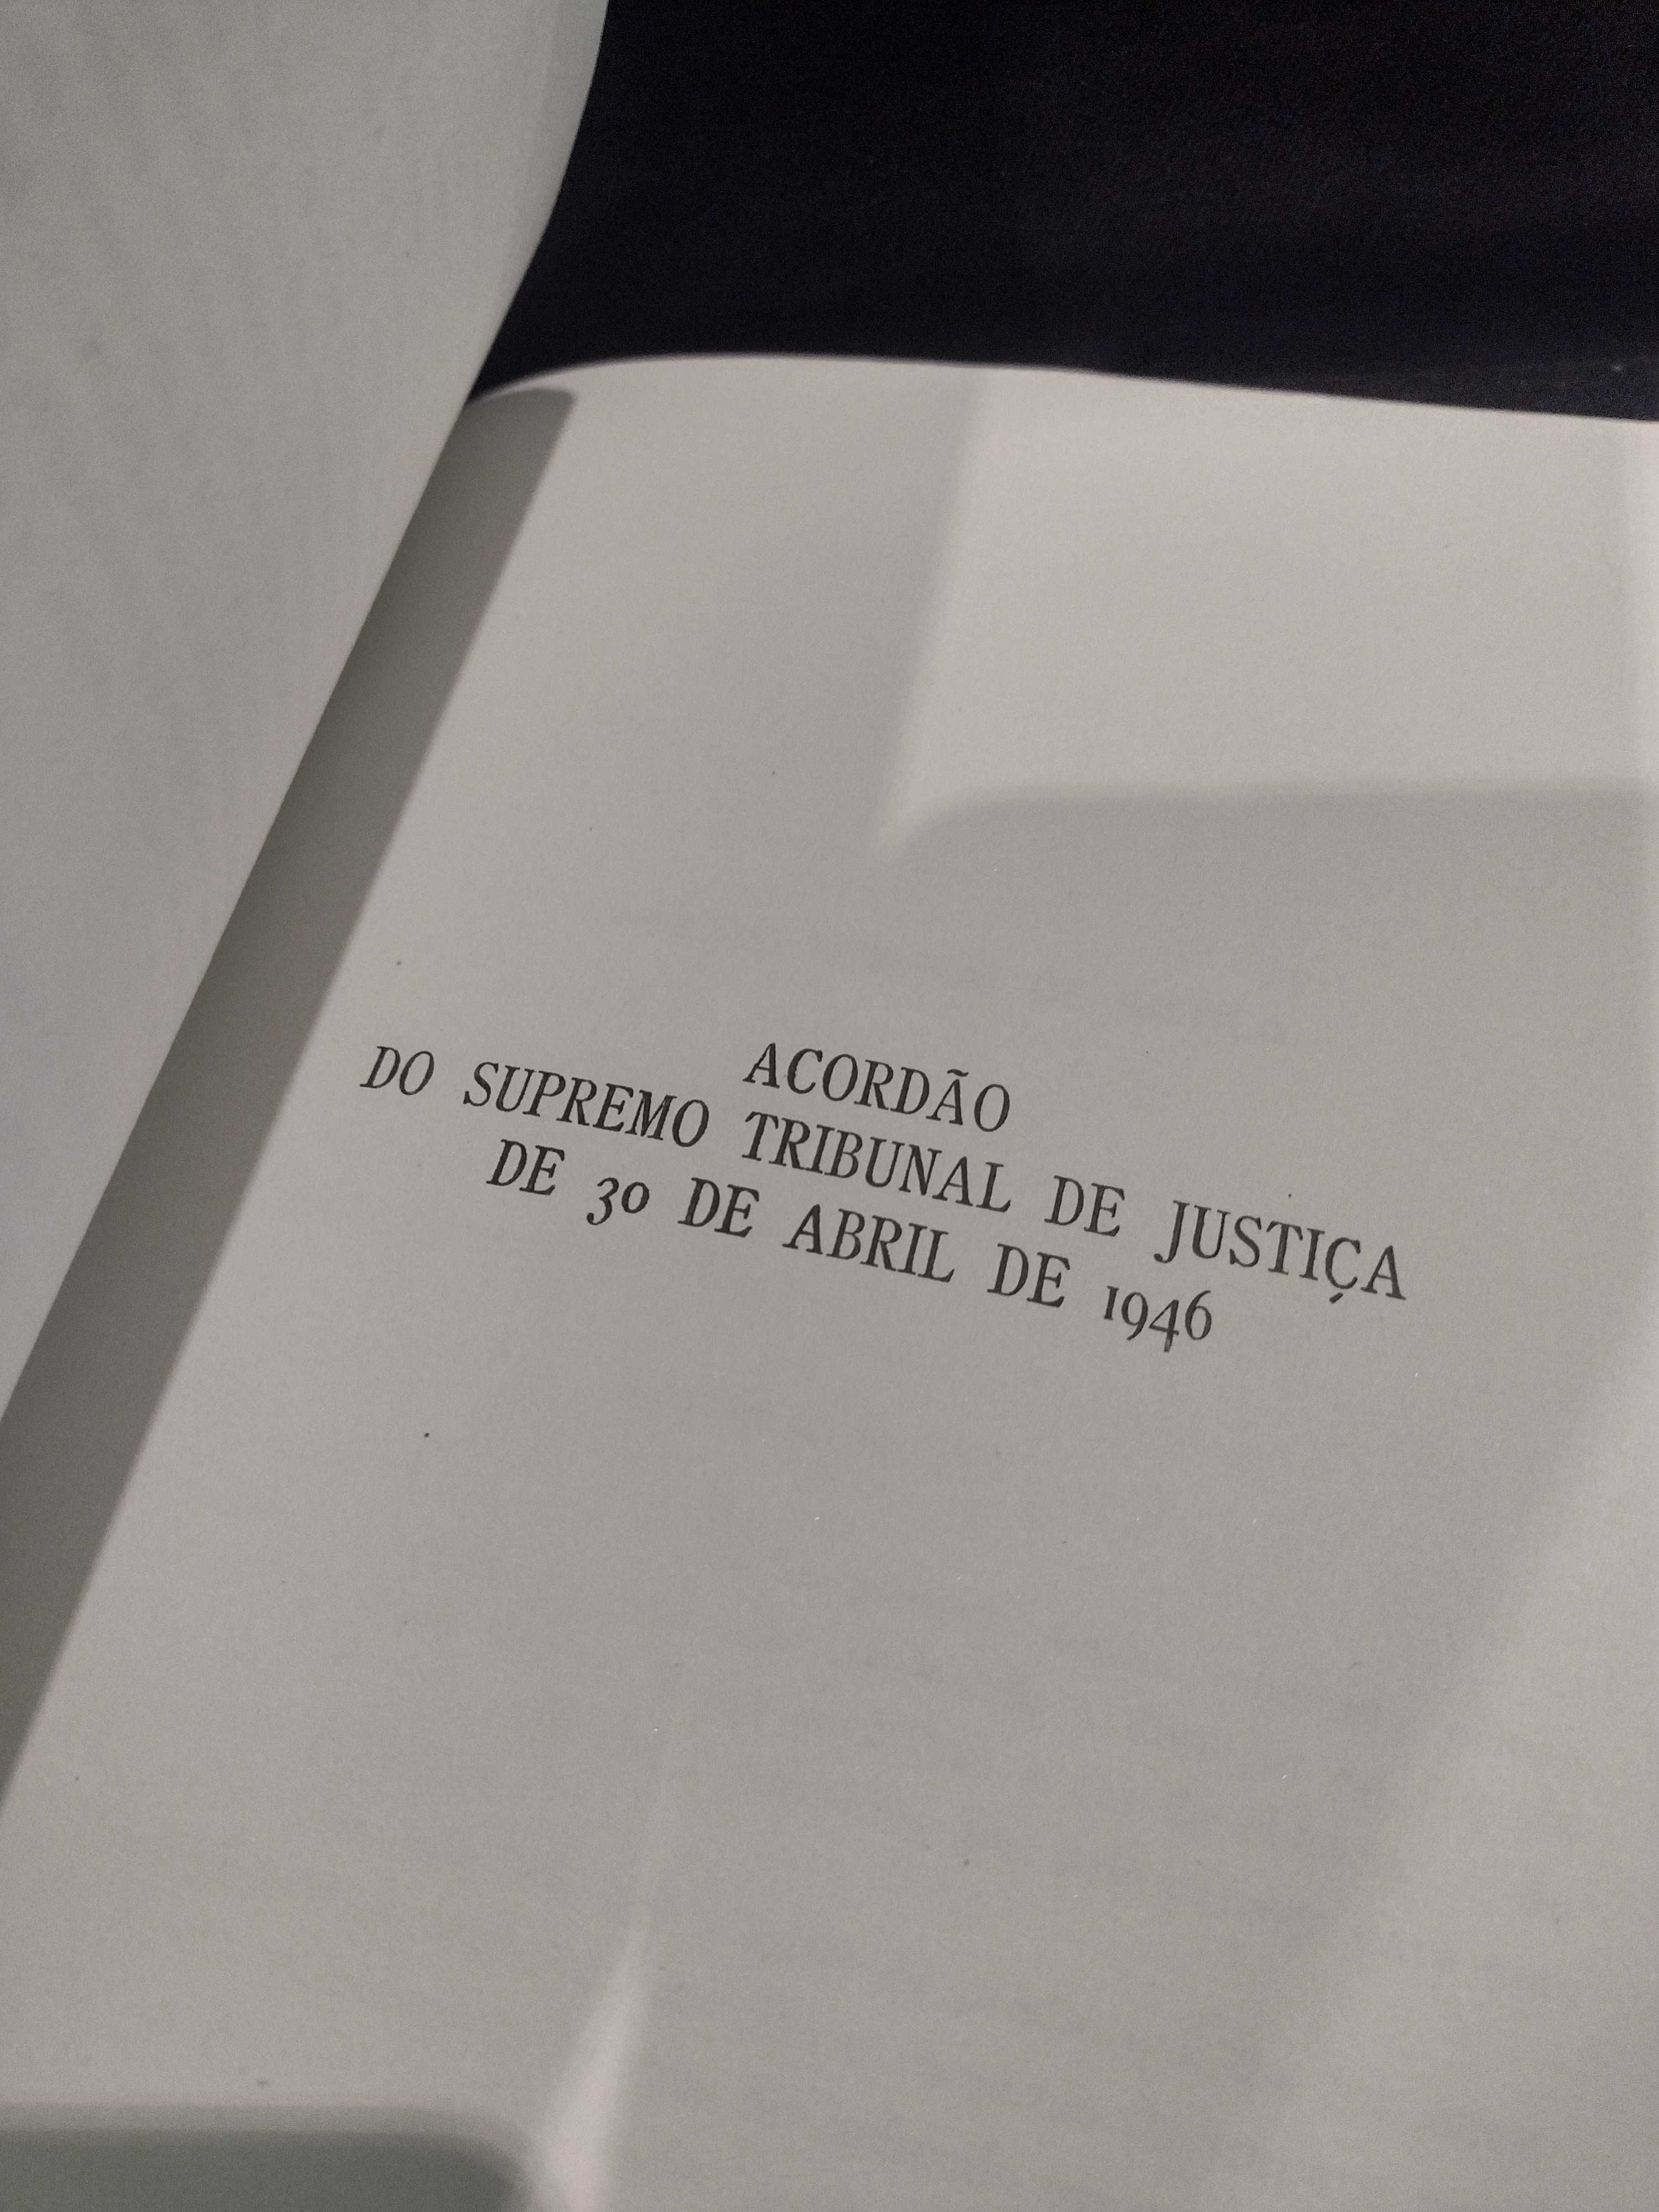 ACORDÃO
DO SUPREMO TRIBUNAL DE JUSTIÇA
DE 30 DE ABRIL DE 1946